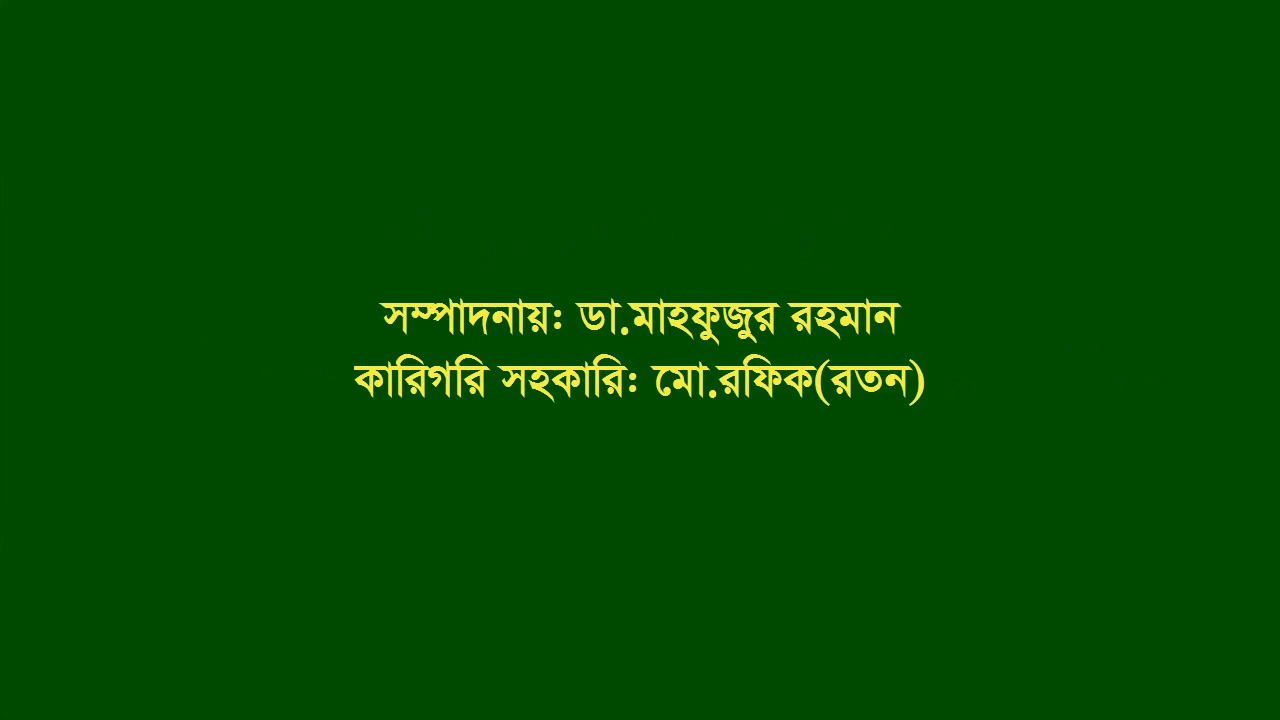 সম্পাদনায়: ডা.মাহফুজুর রহমান
কারিগরি সহকারি: মো.রফিক(রতন)